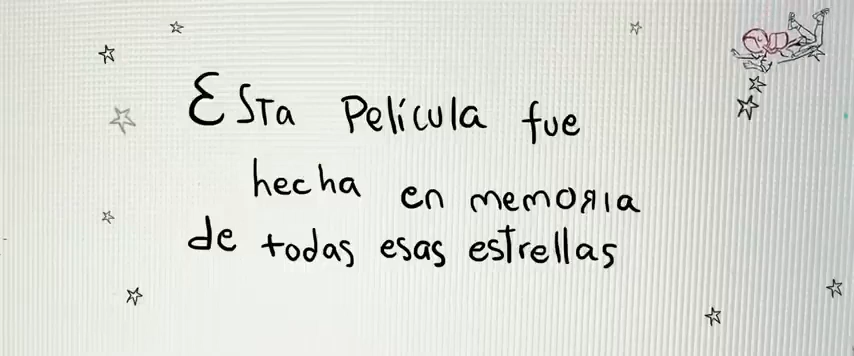 Esta Película fue
hecha en memoria
de todas esas estrellas